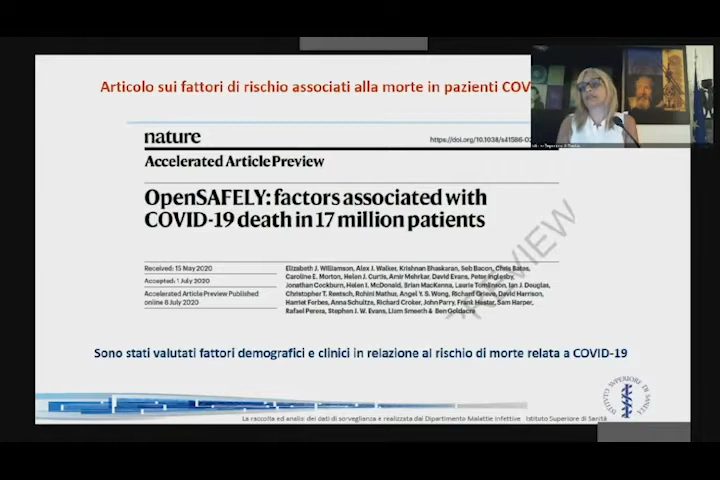 Articolo sui fattori di rischio associati alla morte in pazienti COV
nature
https://doi.org/10.1038/s41586-0
Accelerated Article Preview
OpenSAFELY: factors associated with
COVID-19 death in 17 million patients
Received: 15 May 2020
Accepted: 1 July 2020
Accelerated Article Preview Published
online 8 July 2020
Elizabeth J. Williamson, Alex J. Walker, Krishnan Bhaskaran, Seb Bacon, Chris Bates,
Caroline E. Morton, Helen J. Curtis, Amir Mehrkar, David Evans, Peter Inglesby,
Jonathan Cockburn, Helen I. McDonald, Brian MacKenna, Laurie Tomlinson, Ian J. Douglas,
Christopher T. Rentsch, Rohini Mathur, Angel Y. S. Wong, Richard Grieve, David Harrison,
Harriet Forbes, Anna Schultze, Richard Croker, John Parry, Frank Hester, Sam Harper,
Rafael Perera, Stephen J. W. Evans, Liam Smeeth & Ben Goldacre
Sono stati valutati fattori demografici e clinici in relazione al rischio di morte relata a COVID-19
La raccolta ed analisi dei dati di sorveglianza è realizzata dal Dipartimento Malattie Infettive Istituto Superiore di Sanità
ISTITUTO SUPERIORE DI SANITÀ